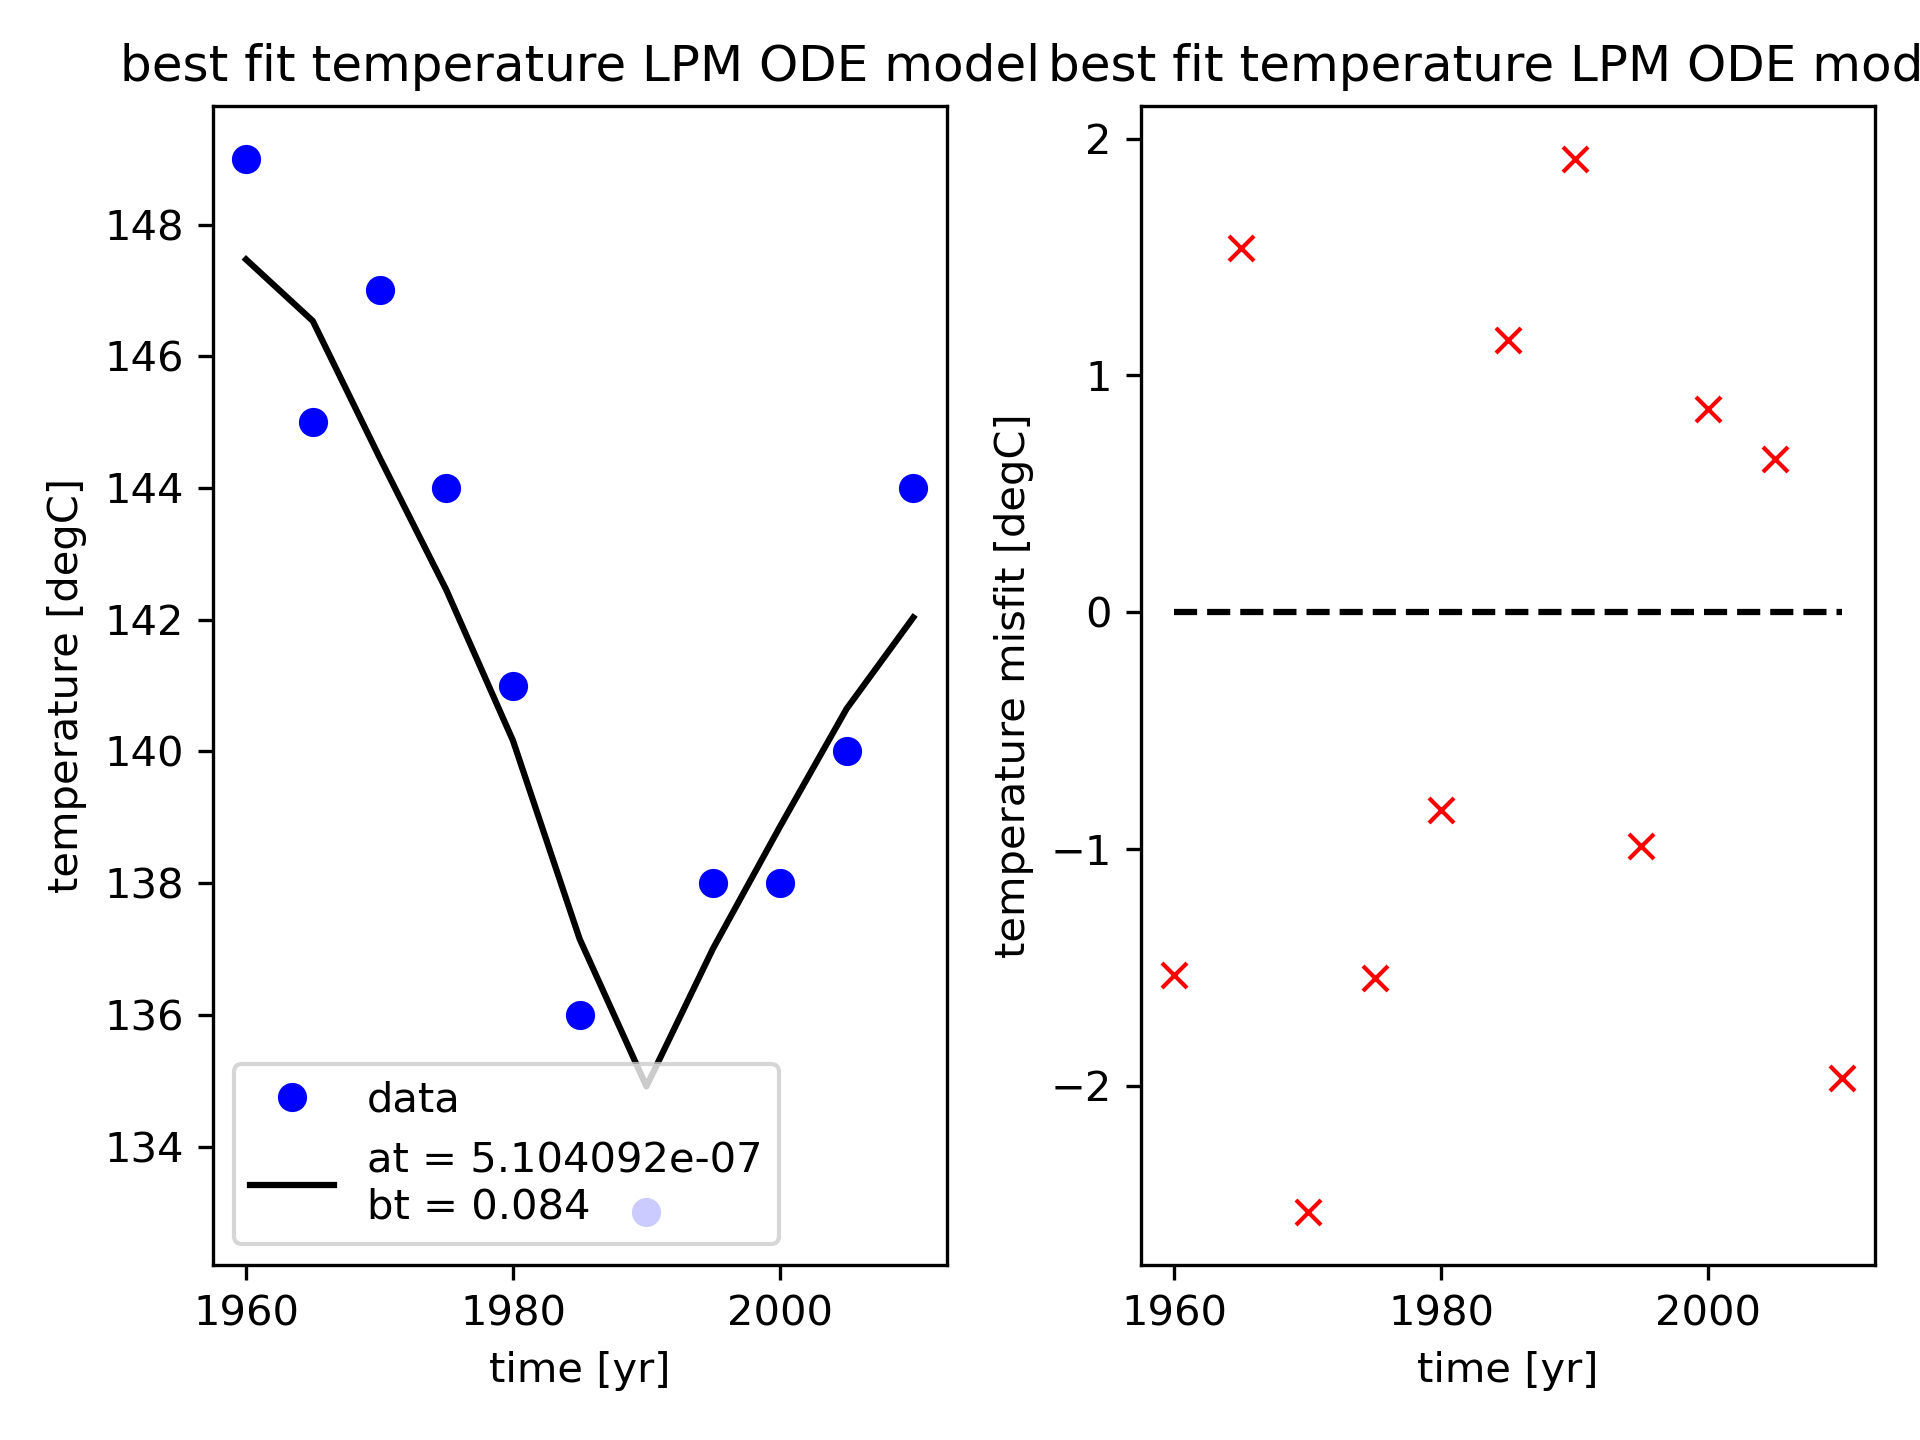 best fit temperature LPM ODE model
temperature [degC]
148
146
144
142
140
138
136
134
data
at = 5.104092e-07
bt = 0.084
1960
1980
2000
time [yr]
best fit temperature LPM ODE mod
temperature misfit [degC]
2
1
0
−1
−2
1960
1980
2000
time [yr]